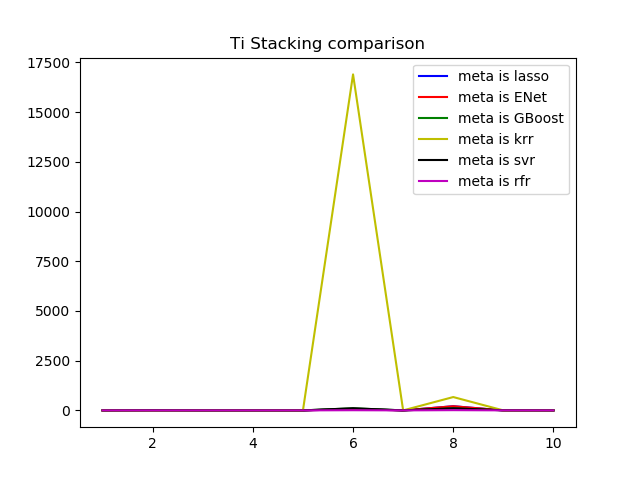 Ti Stacking comparison
17500
15000
12500
10000
7500
5000
2500
0
meta is lasso
meta is ENet
meta is GBoost
meta is krr
meta is svr
meta is rfr
2 4 6 8 10